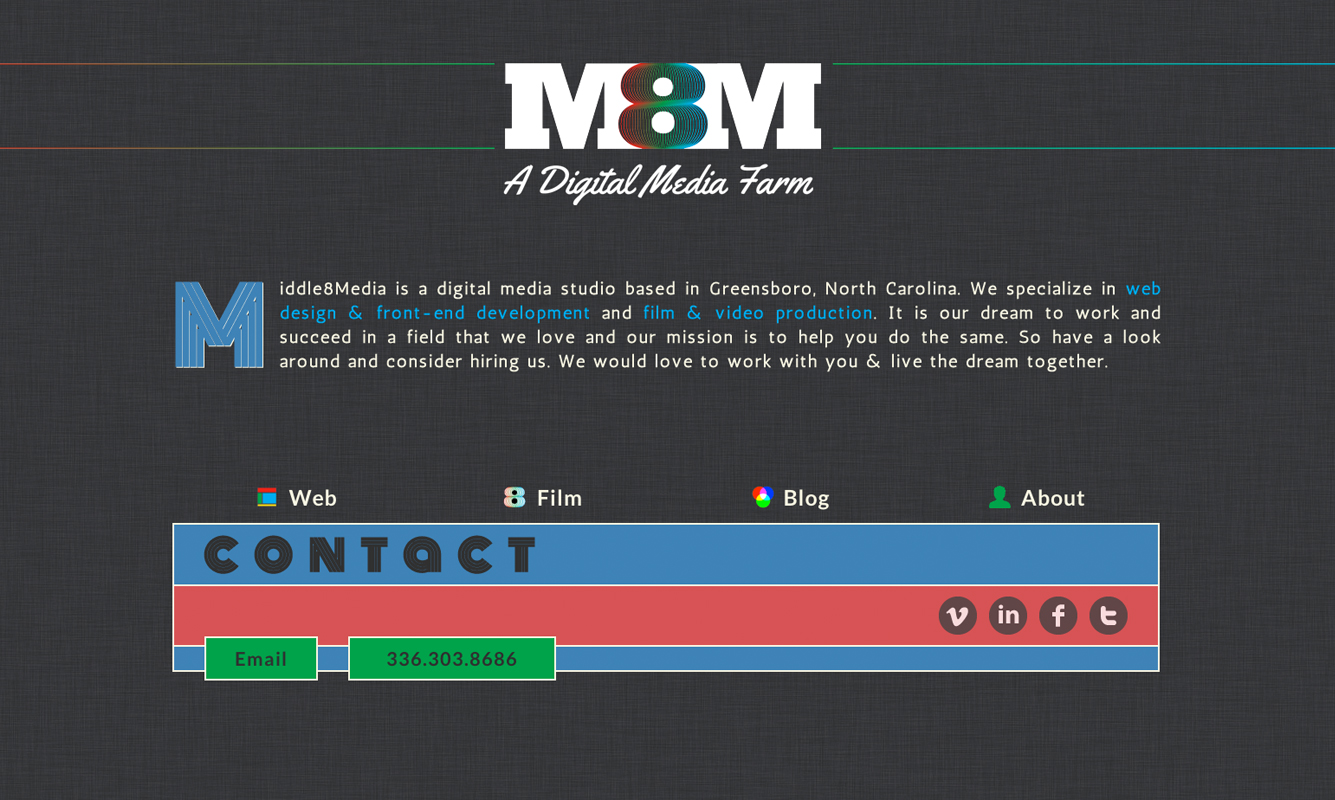 M8M
A Digital Media Farm
Middle8Media is a digital media studio based in Greensboro, North Carolina. We specialize in web
design & front-end development and film & video production. It is our dream to work and
succeed in a field that we love and our mission is to help you do the same. So have a look
around and consider hiring us. We would love to work with you & live the dream together.
Web Film Blog About
CONTACT
Email 336.303.8686